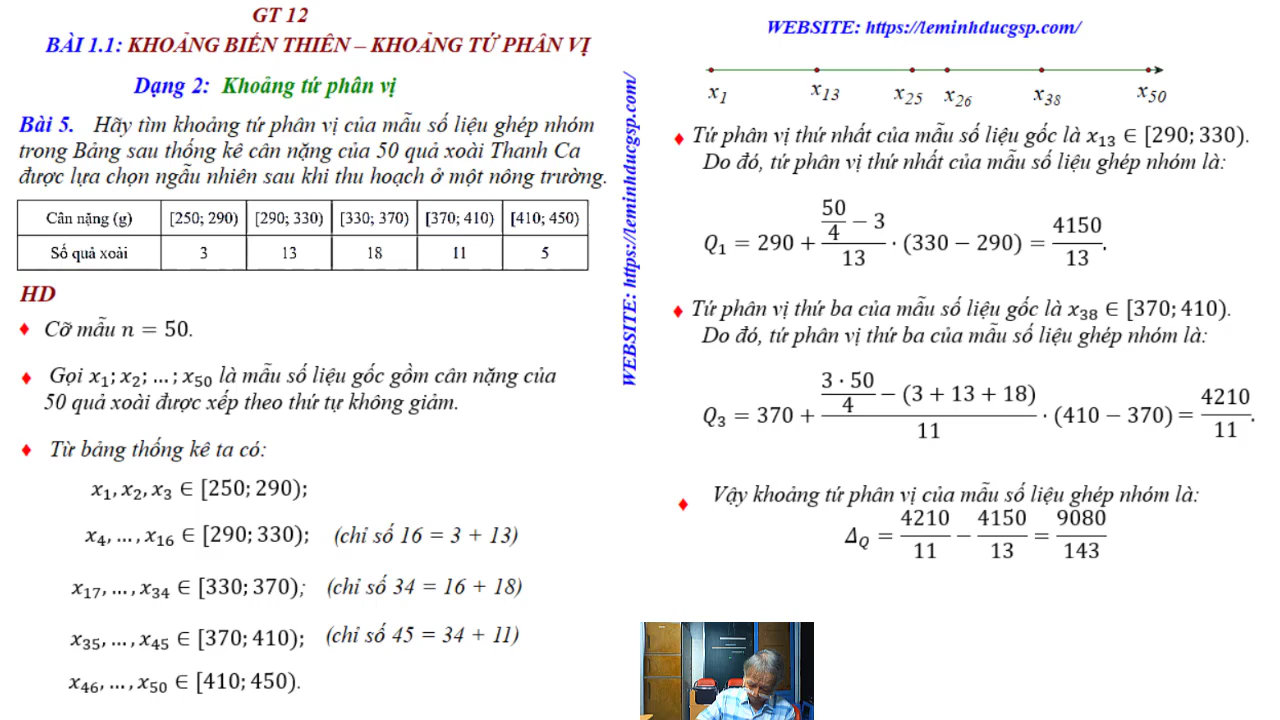 GT 12
BÀI 1.1: KHOẢNG BIẾN THIÊN – KHOẢNG TỨ PHÂN VỊ
Dạng 2: Khoảng tứ phân vị
Bài 5. Hãy tìm khoảng tứ phân vị của mẫu số liệu ghép nhóm
trong Bảng sau thống kê cân nặng của 50 quả xoài Thanh Ca
được lựa chọn ngẫu nhiên sau khi thu hoạch ở một nông trường.
Cân nặng (g) [250; 290) [290; 330) [330; 370) [370; 410) [410; 450)
Số quả xoài 3 13 18 11 5
HD
♦ Cỡ mẫu n = 50.
♦ Gọi x₁; x₂; … ; x₅₀ là mẫu số liệu gốc gồm cân nặng của
50 quả xoài được xếp theo thứ tự không giảm.
♦ Từ bảng thống kê ta có:
x₁, x₂, x₃ ∈ [250; 290);
x₄, … , x₁₆ ∈ [290; 330); (chỉ số 16 = 3 + 13)
x₁₇, … , x₃₄ ∈ [330; 370); (chỉ số 34 = 16 + 18)
x₃₅, … , x₄₅ ∈ [370; 410); (chỉ số 45 = 34 + 11)
x₄₆, … , x₅₀ ∈ [410; 450).
WEBSITE: https://leminhducgsp.com/
WEBSITE: https://leminhducgsp.com/
x₁ x₁₃ x₂₅ x₂₆ x₃₈ x₅₀
♦ Tứ phân vị thứ nhất của mẫu số liệu gốc là x₁₃ ∈ [290; 330).
Do đó, tứ phân vị thứ nhất của mẫu số liệu ghép nhóm là:
Q₁ = 290 + (50/4 − 3)/13 · (330 − 290) = 4150/13.
♦ Tứ phân vị thứ ba của mẫu số liệu gốc là x₃₈ ∈ [370; 410).
Do đó, tứ phân vị thứ ba của mẫu số liệu ghép nhóm là:
Q₃ = 370 + (3 · 50/4 − (3 + 13 + 18))/11 · (410 − 370) = 4210/11.
♦ Vậy khoảng tứ phân vị của mẫu số liệu ghép nhóm là:
Δ_Q = 4210/11 − 4150/13 = 9080/143